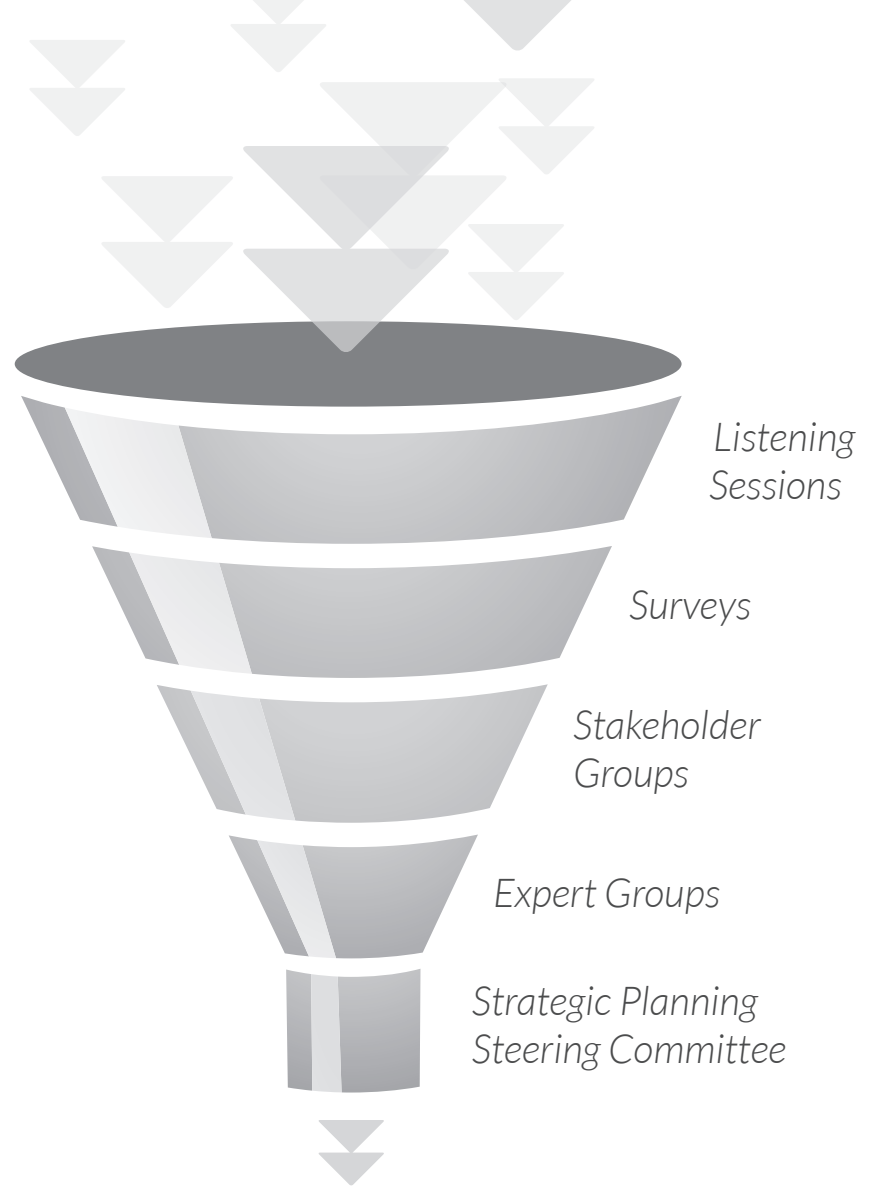 Listening
Sessions
Surveys
Stakeholder
Groups
Expert Groups
Strategic Planning
Steering Committee